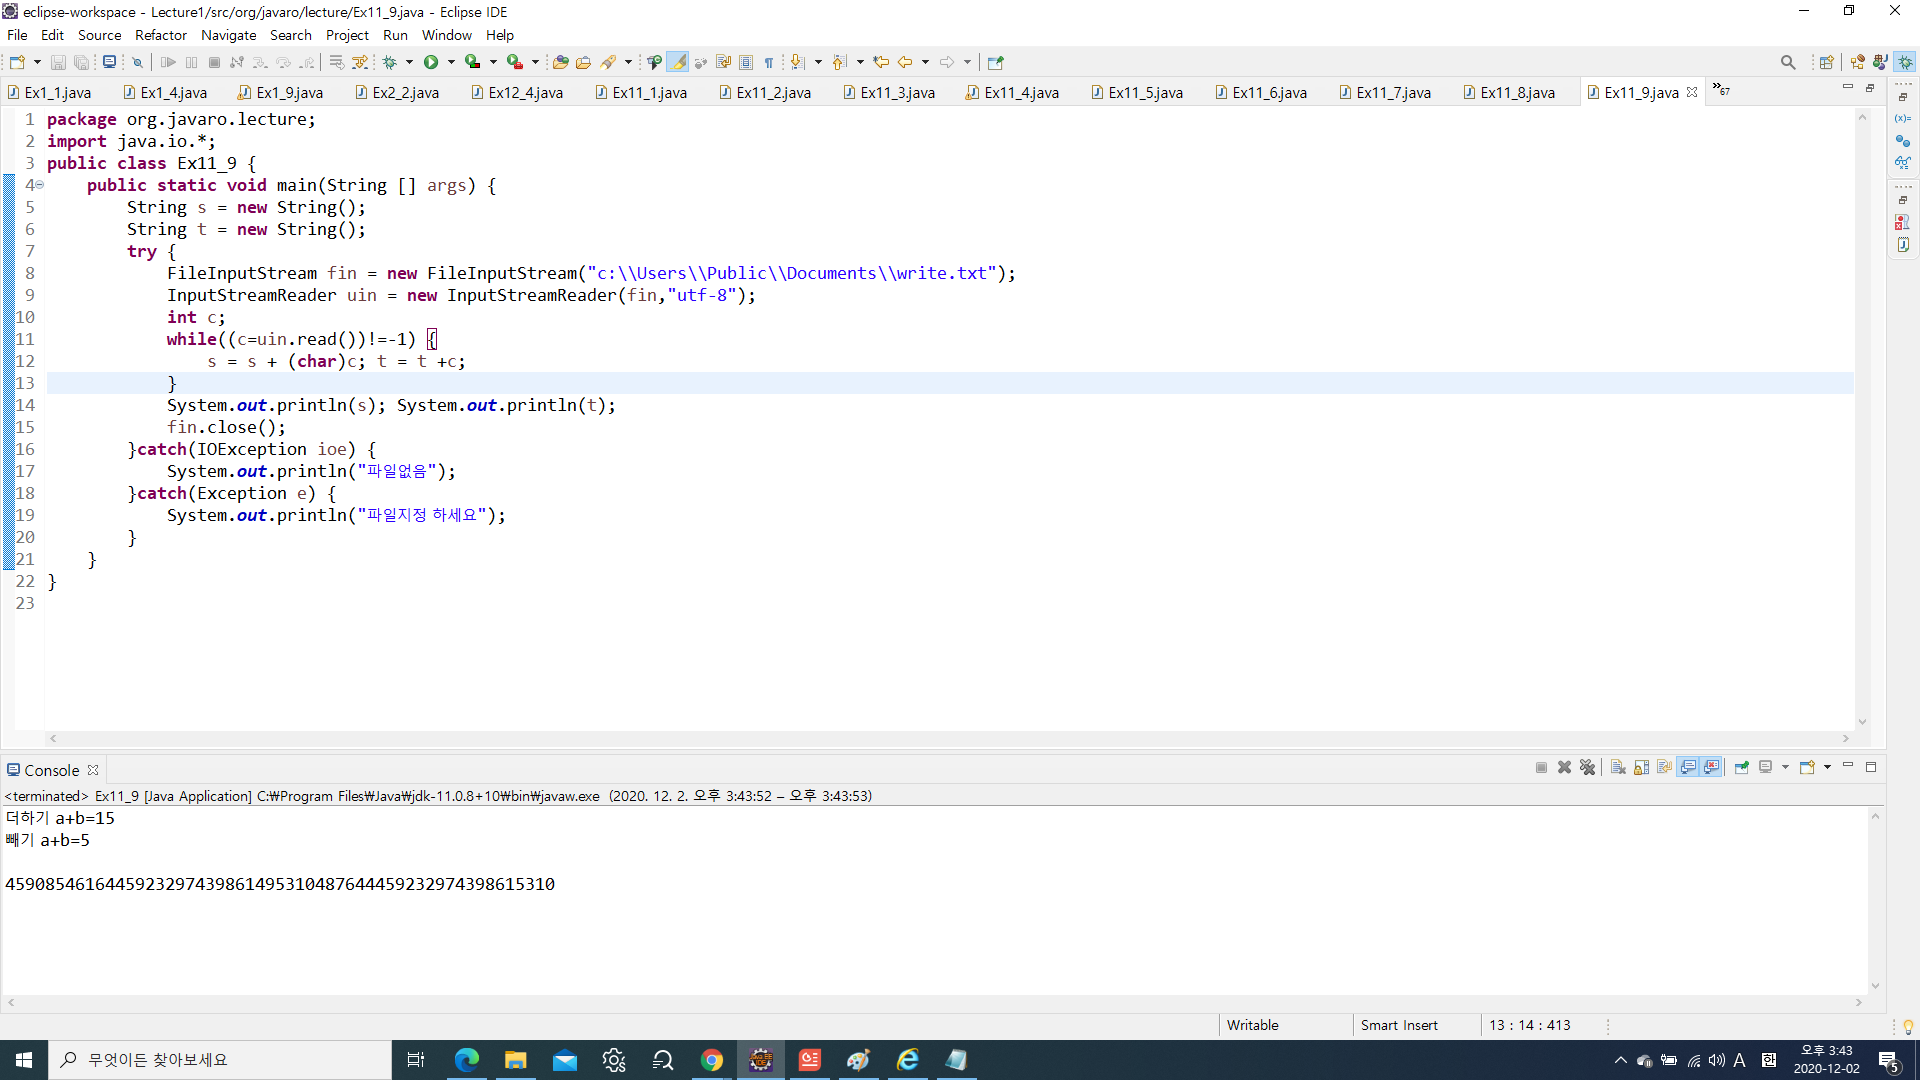 eclipse-workspace - Lecture1/src/org/javaro/lecture/Ex11_9.java - Eclipse IDE
File Edit Source Refactor Navigate Search Project Run Window Help
Ex1_1.java Ex1_4.java Ex1_9.java Ex2_2.java Ex12_4.java Ex11_1.java Ex11_2.java Ex11_3.java Ex11_4.java Ex11_5.java Ex11_6.java Ex11_7.java Ex11_8.java Ex11_9.java »67
1 package org.javaro.lecture;
2 import java.io.*;
3 public class Ex11_9 {
4 public static void main(String [] args) {
5 String s = new String();
6 String t = new String();
7 try {
8 FileInputStream fin = new FileInputStream("c:\\Users\\Public\\Documents\\write.txt");
9 InputStreamReader uin = new InputStreamReader(fin,"utf-8");
10 int c;
11 while((c=uin.read())!=-1) {
12 s = s + (char)c; t = t +c;
13 }
14 System.out.println(s); System.out.println(t);
15 fin.close();
16 }catch(IOException ioe) {
17 System.out.println("파일없음");
18 }catch(Exception e) {
19 System.out.println("파일지정 하세요");
20 }
21 }
22 }
23
Console
<terminated> Ex11_9 [Java Application] C:₩Program Files₩Java₩jdk-11.0.8+10₩bin₩javaw.exe (2020. 12. 2. 오후 3:43:52 – 오후 3:43:53)
더하기 a+b=15
빼기 a+b=5
4590854616445923297439861495310487644459232974398615310
Writable Smart Insert 13 : 14 : 413
무엇이든 찾아보세요 A 한 오후 3:43
2020-12-02 5